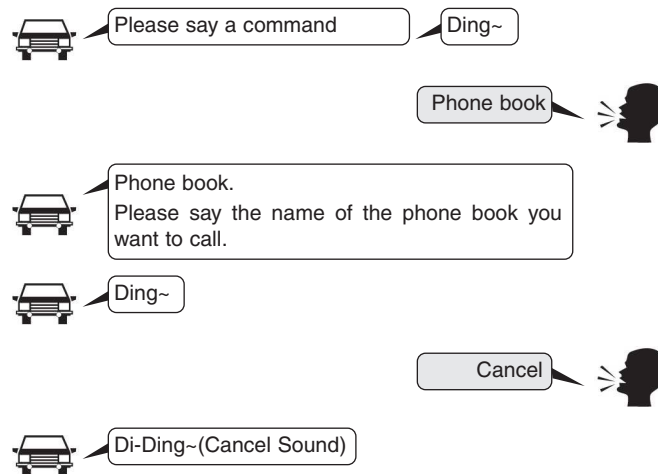 Please say a command
Ding~
Phone book
Phone book.
Please say the name of the phone book you
want to call.
Ding~
Cancel
Di-Ding~(Cancel Sound)